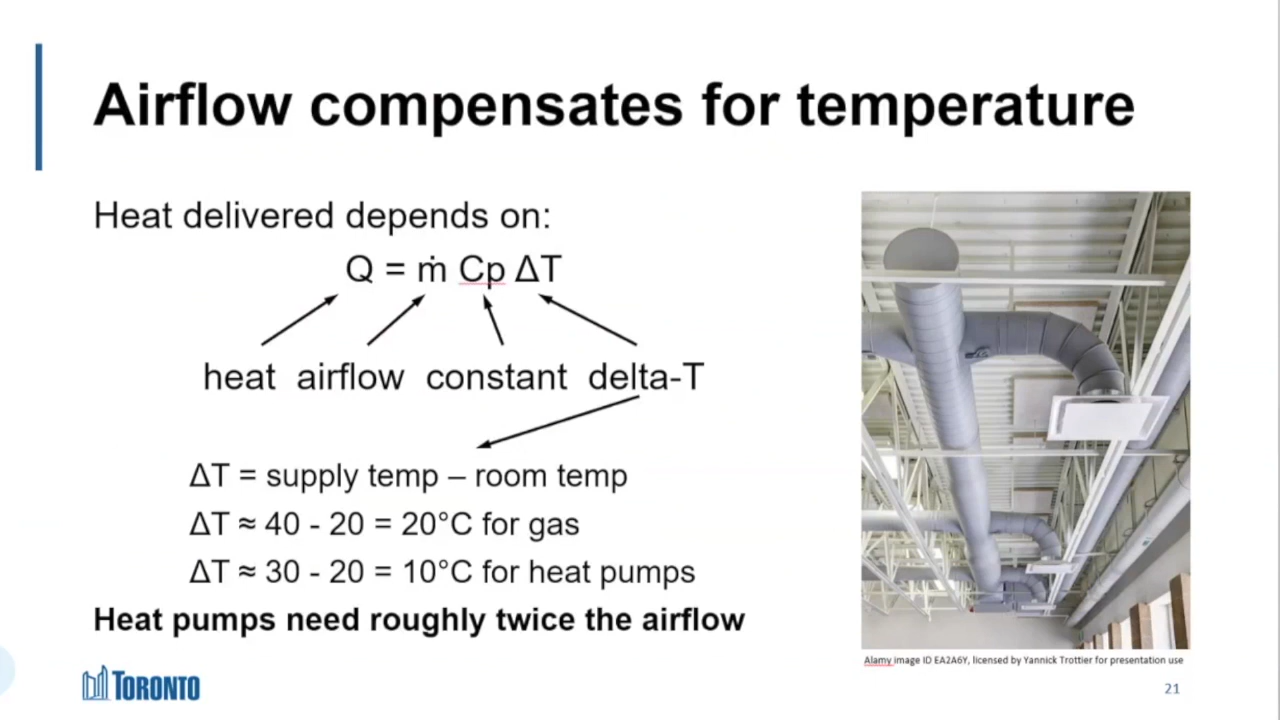 Airflow compensates for temperature
Heat delivered depends on:
Q = ṁ Cp ΔT
heat airflow constant delta-T
ΔT = supply temp – room temp
ΔT ≈ 40 - 20 = 20°C for gas
ΔT ≈ 30 - 20 = 10°C for heat pumps
Heat pumps need roughly twice the airflow
Alamy image ID EA2A6Y, licensed by Yannick Trottier for presentation use
TORONTO
21